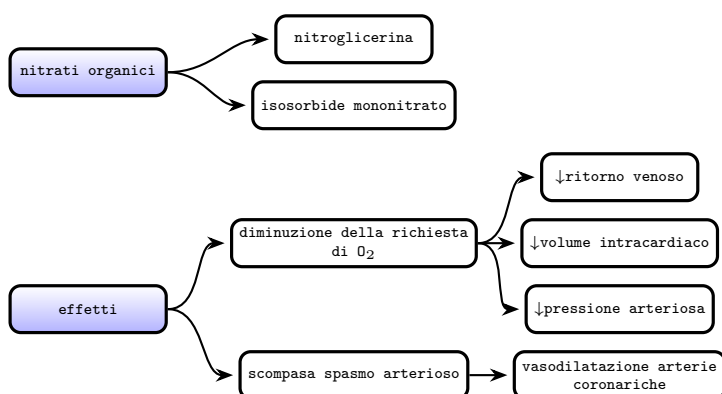 nitrati organici
nitroglicerina
isosorbide mononitrato
effetti
diminuzione della richiesta
di O₂
↓ritorno venoso
↓volume intracardiaco
↓pressione arteriosa
scompasa spasmo arterioso
vasodilatazione arterie
coronariche